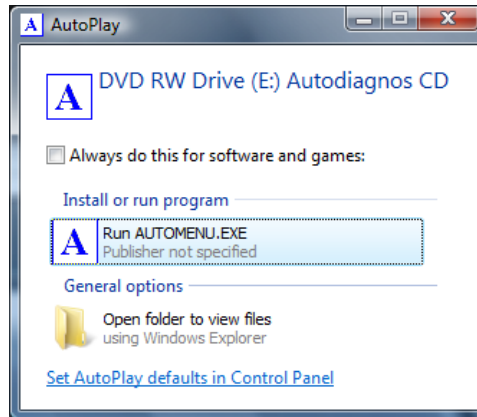 A AutoPlay
A DVD RW Drive (E:) Autodiagnos CD
Always do this for software and games:
Install or run program
A Run AUTOMENU.EXE
Publisher not specified
General options
Open folder to view files
using Windows Explorer
Set AutoPlay defaults in Control Panel